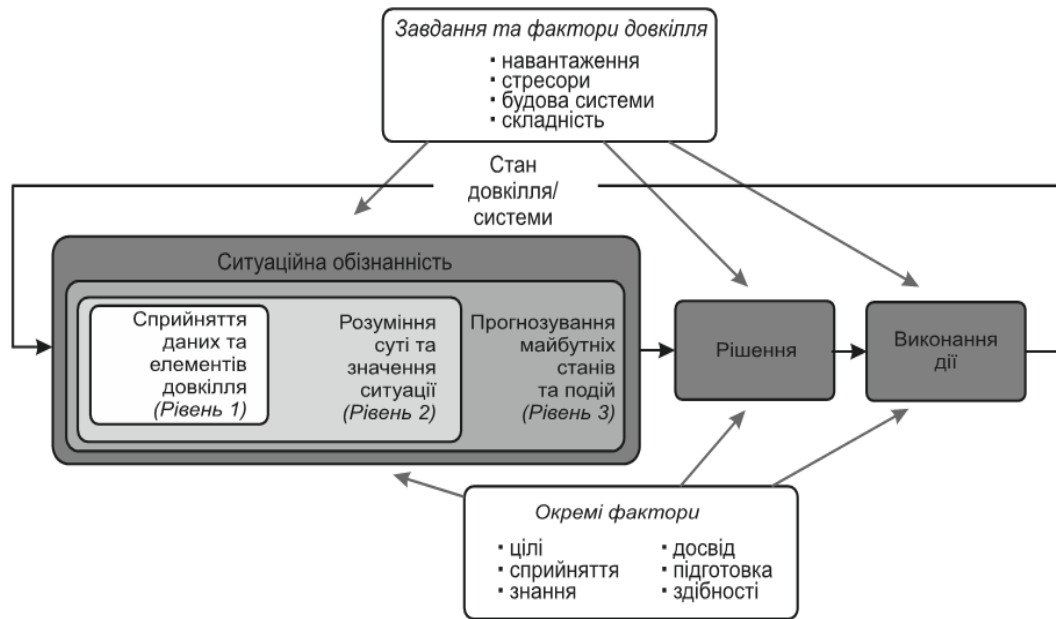 Завдання та фактори довкілля
▪ навантаження
▪ стресори
▪ будова системи
▪ складність
Стан
довкілля/
системи
Ситуаційна обізнанність
Сприйняття
даних та
елементів
довкілля
(Рівень 1)
Розуміння
суті та
значення
ситуації
(Рівень 2)
Прогнозування
майбутніх
станів
та подій
(Рівень 3)
Рішення
Виконання
дії
Окремі фактори
▪ цілі
▪ сприйняття
▪ знання
▪ досвід
▪ підготовка
▪ здібності